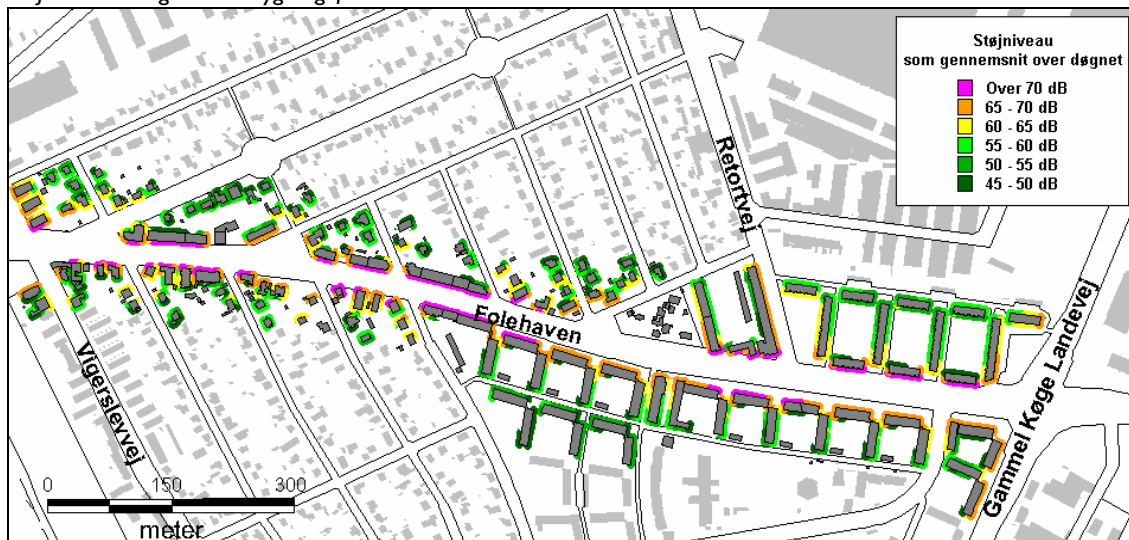 Støjniveau
som gennemsnit over døgnet
Over 70 dB
65 - 70 dB
60 - 65 dB
55 - 60 dB
50 - 55 dB
45 - 50 dB
Retortvej
Folehaven
Vigerslevvej
Gammel Køge Landevej
0 150 300
meter